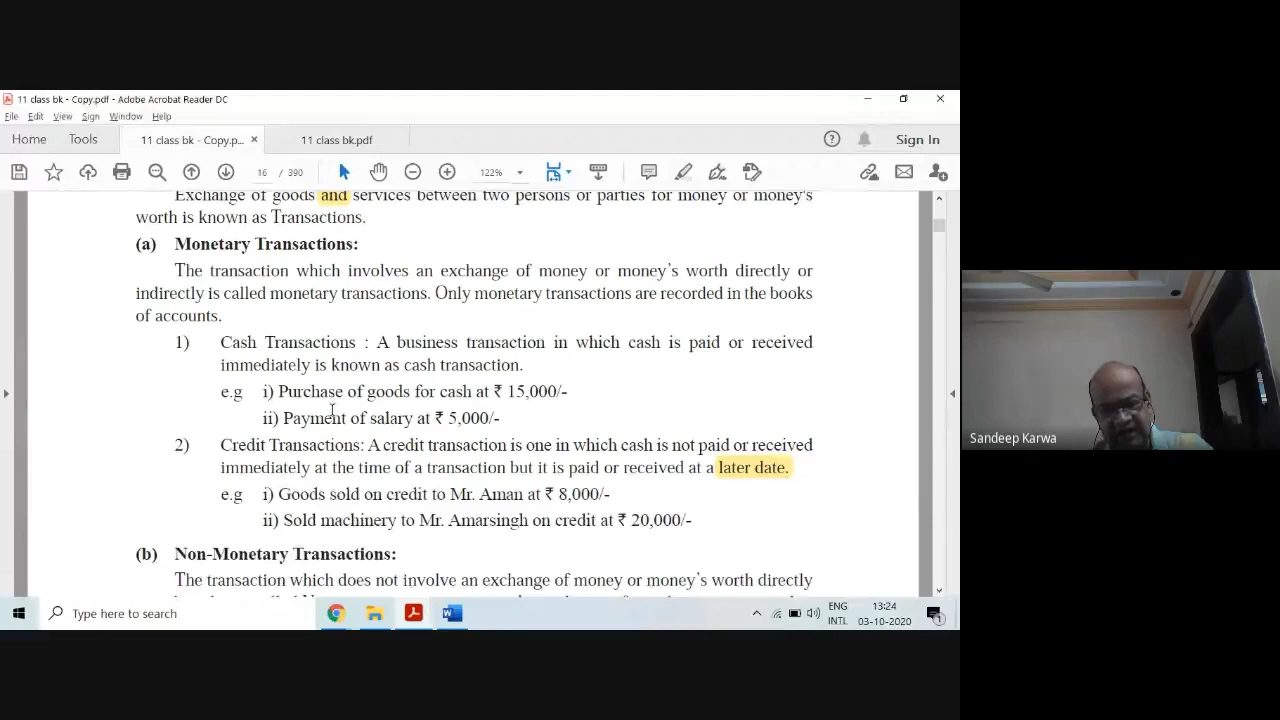 11 class bk - Copy.pdf - Adobe Acrobat Reader DC
File Edit View Sign Window Help
Home Tools 11 class bk - Copy.p... × 11 class bk.pdf Sign In
16 / 390 122%
Exchange of goods and services between two persons or parties for money or money's
worth is known as Transactions.
(a) Monetary Transactions:
The transaction which involves an exchange of money or money's worth directly or
indirectly is called monetary transactions. Only monetary transactions are recorded in the books
of accounts.
1) Cash Transactions : A business transaction in which cash is paid or received
immediately is known as cash transaction.
e.g i) Purchase of goods for cash at ₹ 15,000/-
ii) Payment of salary at ₹ 5,000/-
2) Credit Transactions: A credit transaction is one in which cash is not paid or received
immediately at the time of a transaction but it is paid or received at a later date.
e.g i) Goods sold on credit to Mr. Aman at ₹ 8,000/-
ii) Sold machinery to Mr. Amarsingh on credit at ₹ 20,000/-
(b) Non-Monetary Transactions:
The transaction which does not involve an exchange of money or money's worth directly
Type here to search
ENG 13:24
INTL 03-10-2020
Sandeep Karwa